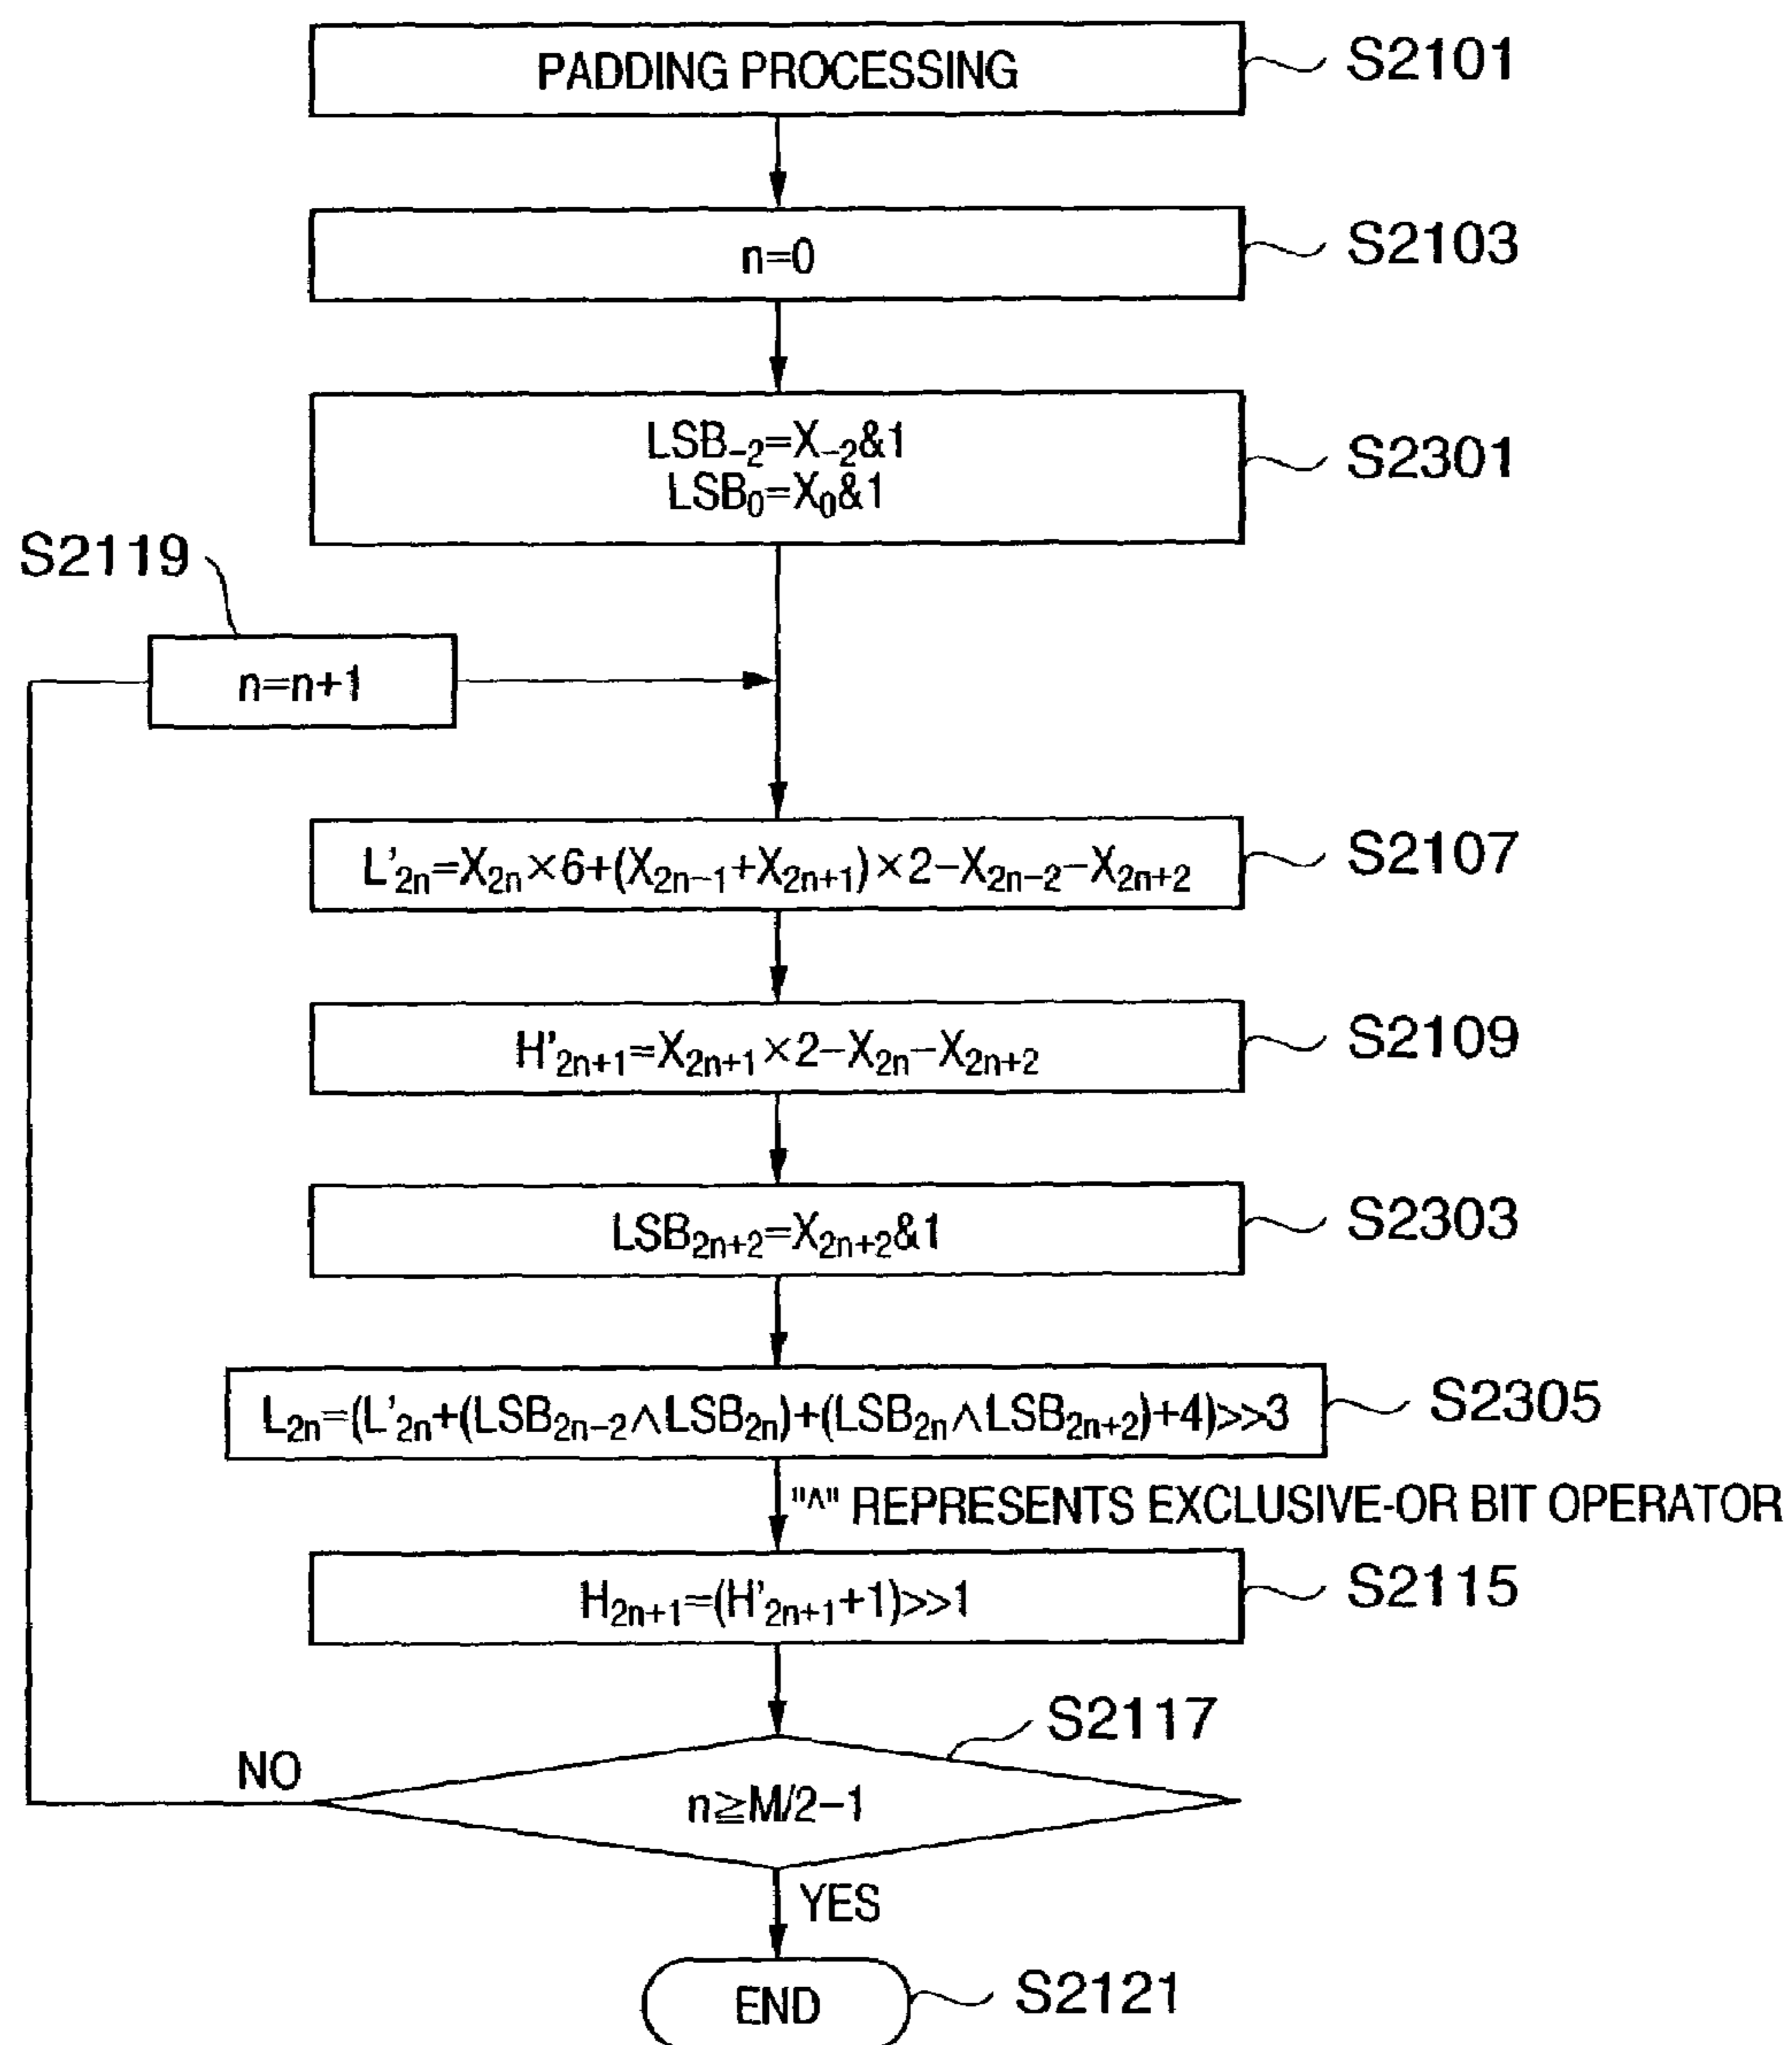 PADDING PROCESSING
S2101
n=0
S2103
LSB₋₂=X₋₂&1
LSB₀=X₀&1
S2301
S2119
n=n+1
L'₂ₙ=X₂ₙ×6+(X₂ₙ₋₁+X₂ₙ₊₁)×2−X₂ₙ₋₂−X₂ₙ₊₂
S2107
H'₂ₙ₊₁=X₂ₙ₊₁×2−X₂ₙ−X₂ₙ₊₂
S2109
LSB₂ₙ₊₂=X₂ₙ₊₂&1
S2303
L₂ₙ=(L'₂ₙ+(LSB₂ₙ₋₂∧LSB₂ₙ)+(LSB₂ₙ∧LSB₂ₙ₊₂)+4)>>3
S2305
"∧" REPRESENTS EXCLUSIVE-OR BIT OPERATOR
H₂ₙ₊₁=(H'₂ₙ₊₁+1)>>1
S2115
S2117
NO
n≧M/2−1
YES
END
S2121